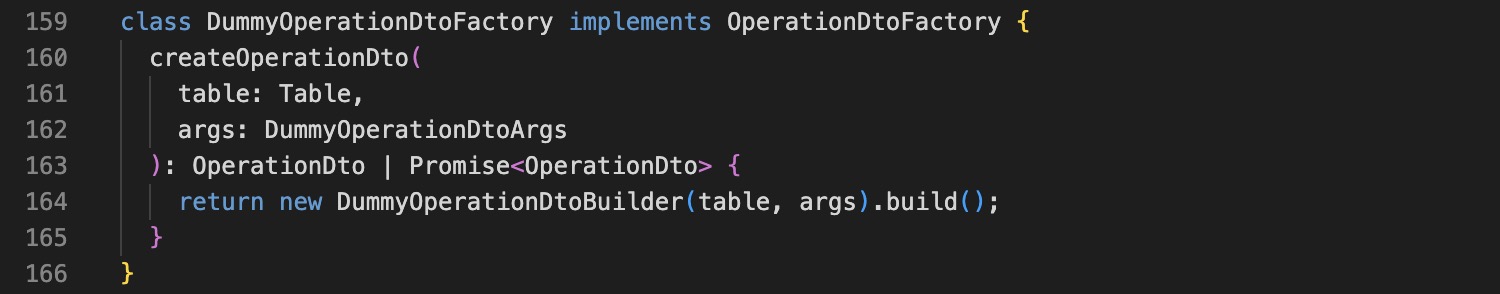 159 class DummyOperationDtoFactory implements OperationDtoFactory {
160   createOperationDto(
161     table: Table,
162     args: DummyOperationDtoArgs
163   ): OperationDto | Promise<OperationDto> {
164     return new DummyOperationDtoBuilder(table, args).build();
165   }
166 }